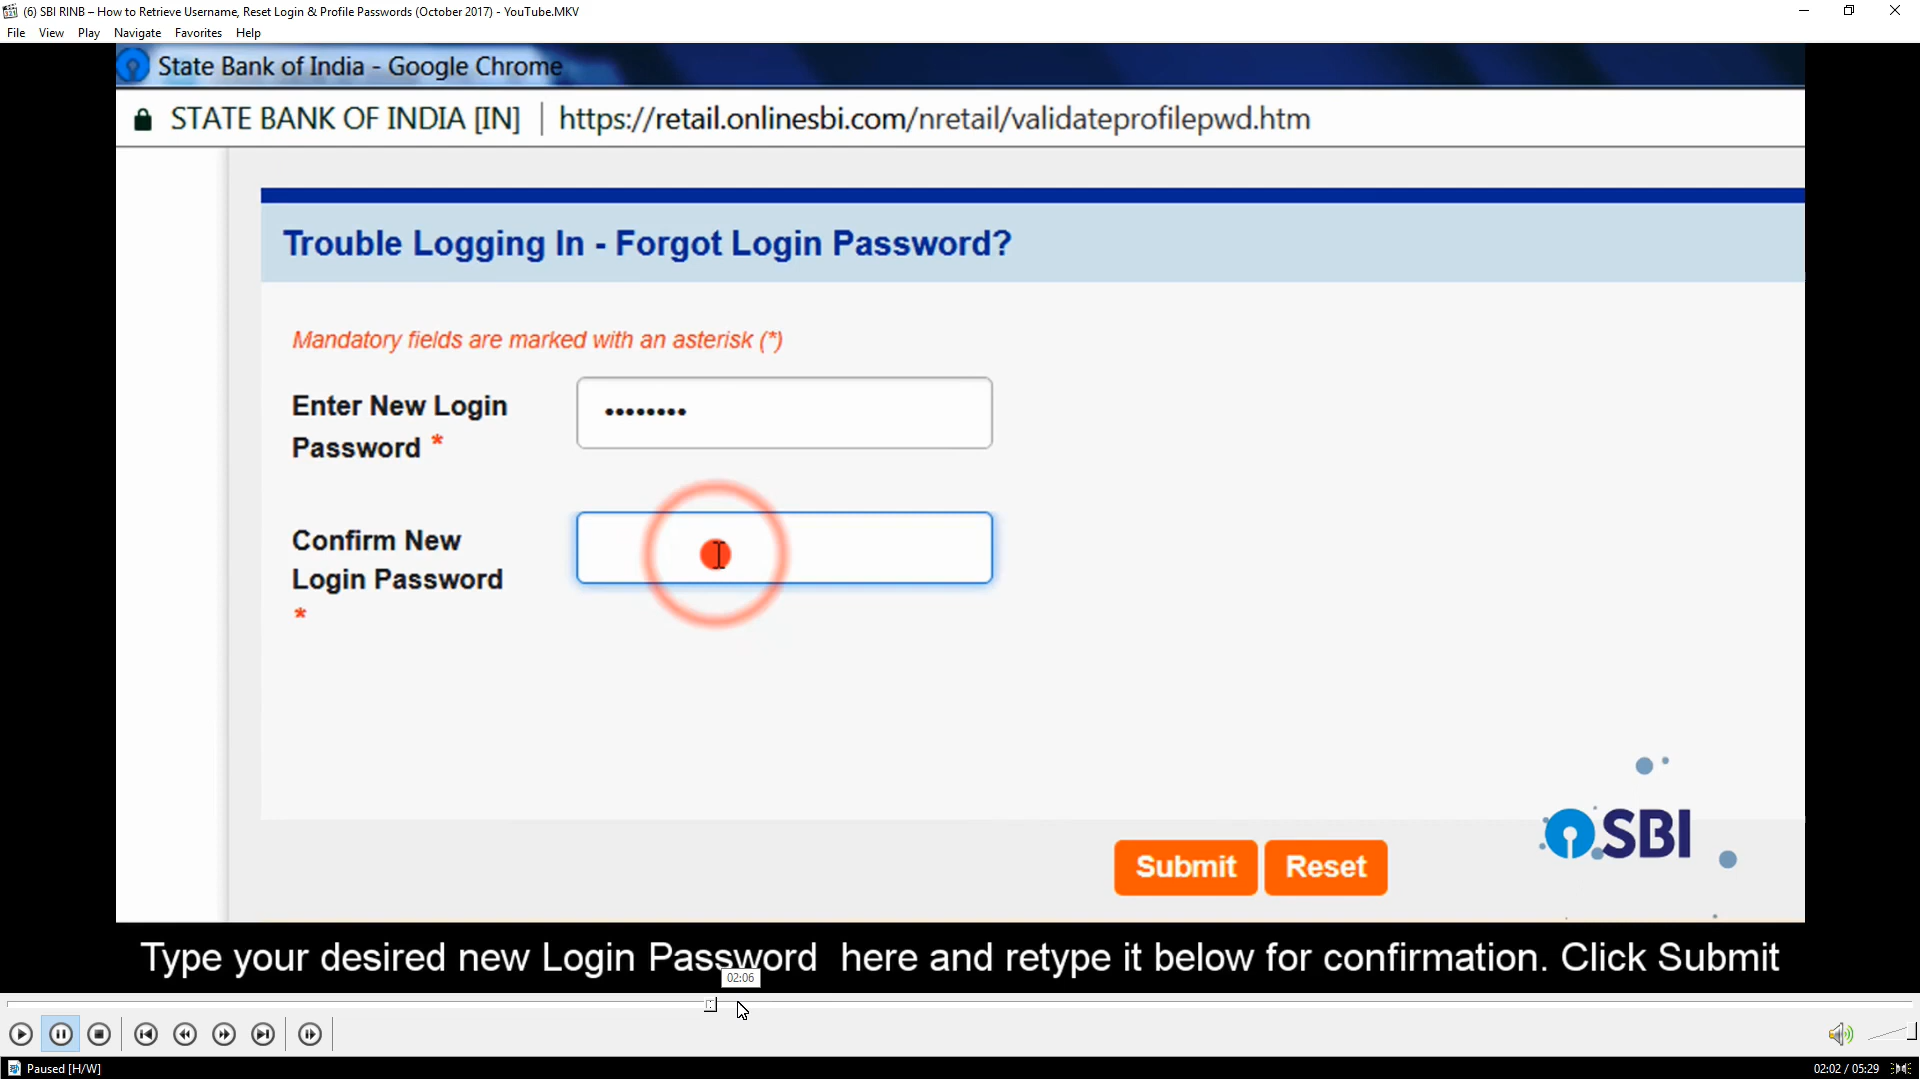 (6) SBI RINB – How to Retrieve Username, Reset Login & Profile Passwords (October 2017) - YouTube.MKV
File View Play Navigate Favorites Help
State Bank of India - Google Chrome
STATE BANK OF INDIA [IN] | https://retail.onlinesbi.com/nretail/validateprofilepwd.htm
Trouble Logging In - Forgot Login Password?
Mandatory fields are marked with an asterisk (*)
Enter New Login
Password *
••••••••
Confirm New
Login Password
*
SBI
Submit Reset
Type your desired new Login Password here and retype it below for confirmation. Click Submit
02:06
Paused [H/W]
02:02 / 05:29